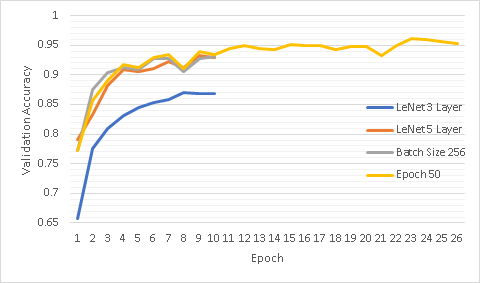 1
0.95
0.9
0.85
0.8
0.75
0.7
0.65
Validation Accuracy
1 2 3 4 5 6 7 8 9 10 11 12 13 14 15 16 17 18 19 20 21 22 23 24 25 26
Epoch
LeNet3 Layer
LeNet5 Layer
Batch Size 256
Epoch 50